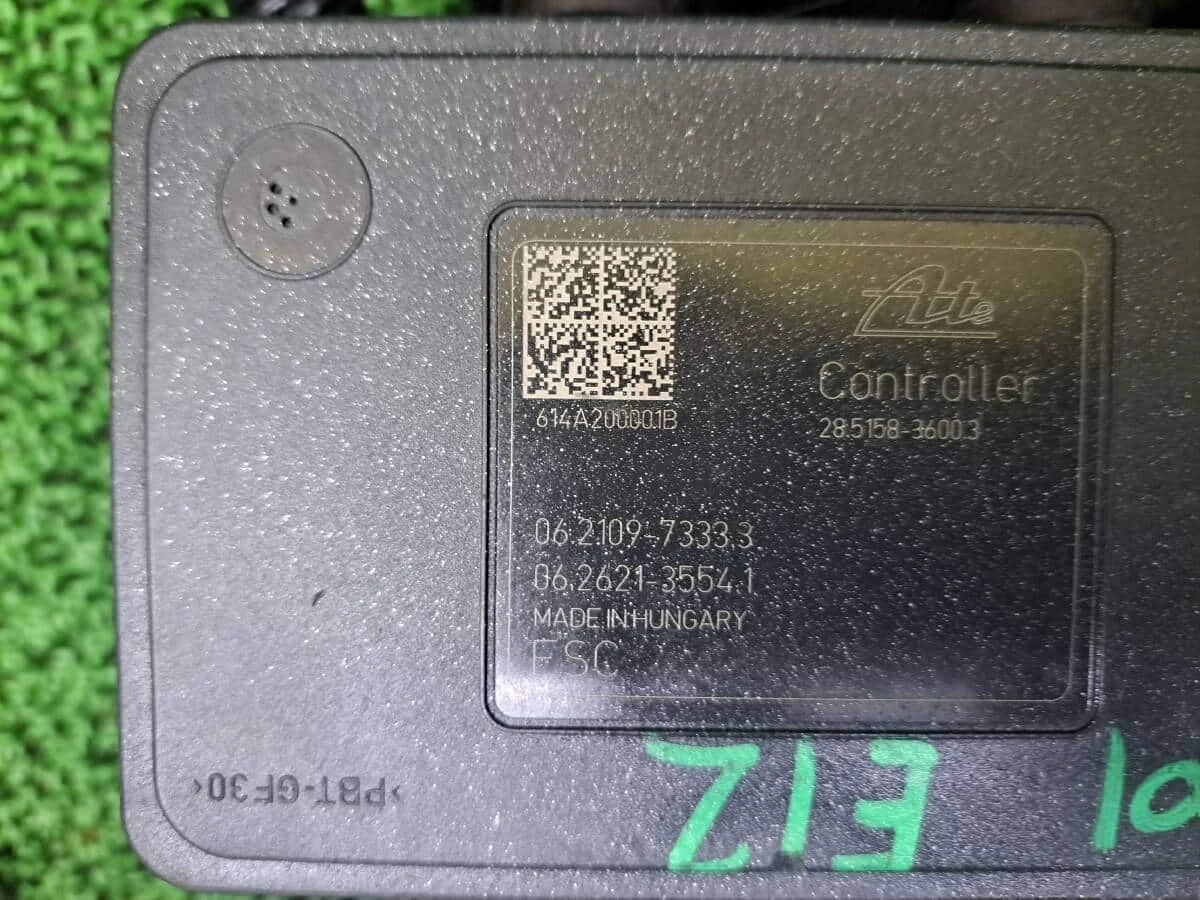 Ate
Controller
28.5158-3600.3
614A200001B
06.2109-7333.3
06.2621-3554.1
MADE IN HUNGARY
ESC
>PBT-GF30<
E12
10